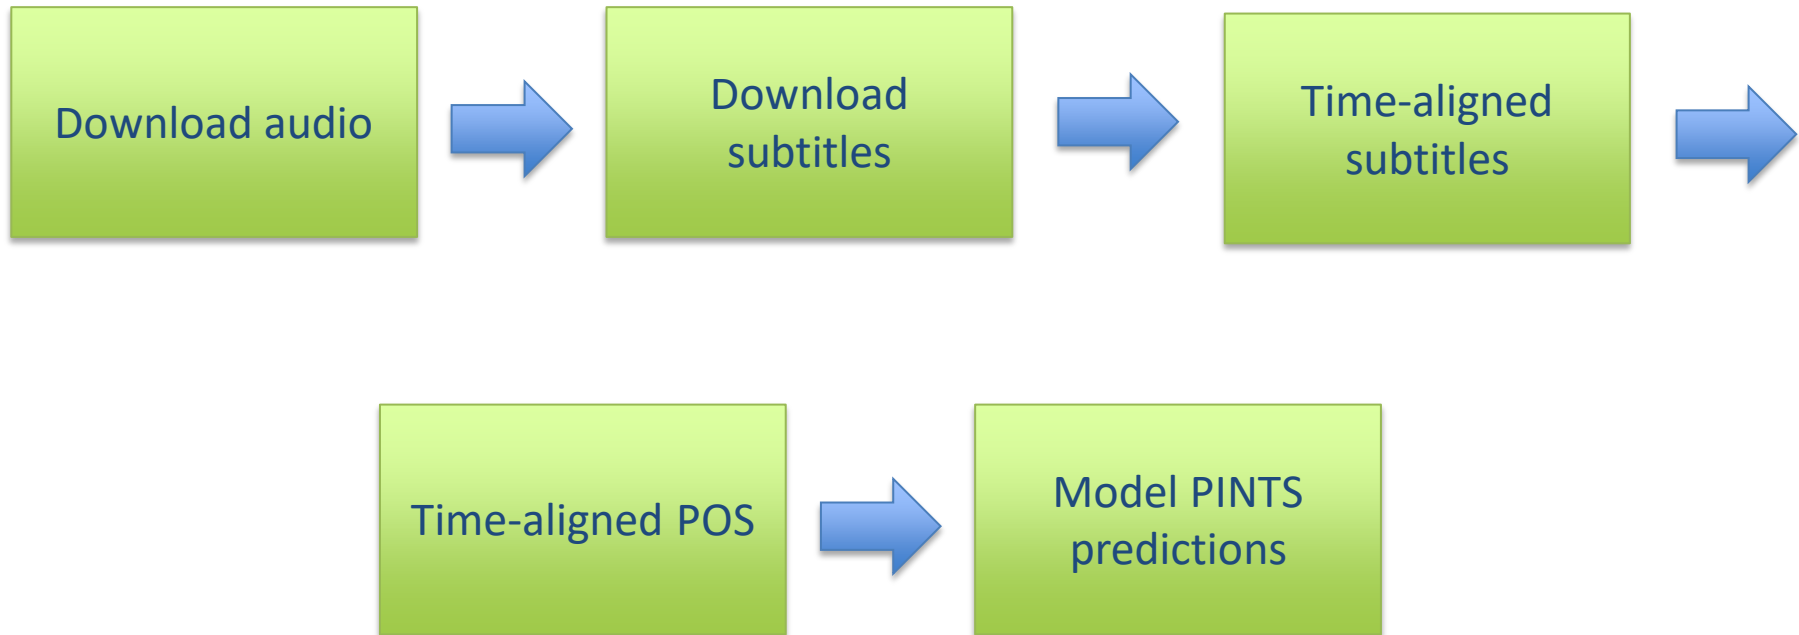 Download audio
Download
subtitles
Time-aligned
subtitles
Time-aligned POS
Model PINTS
predictions